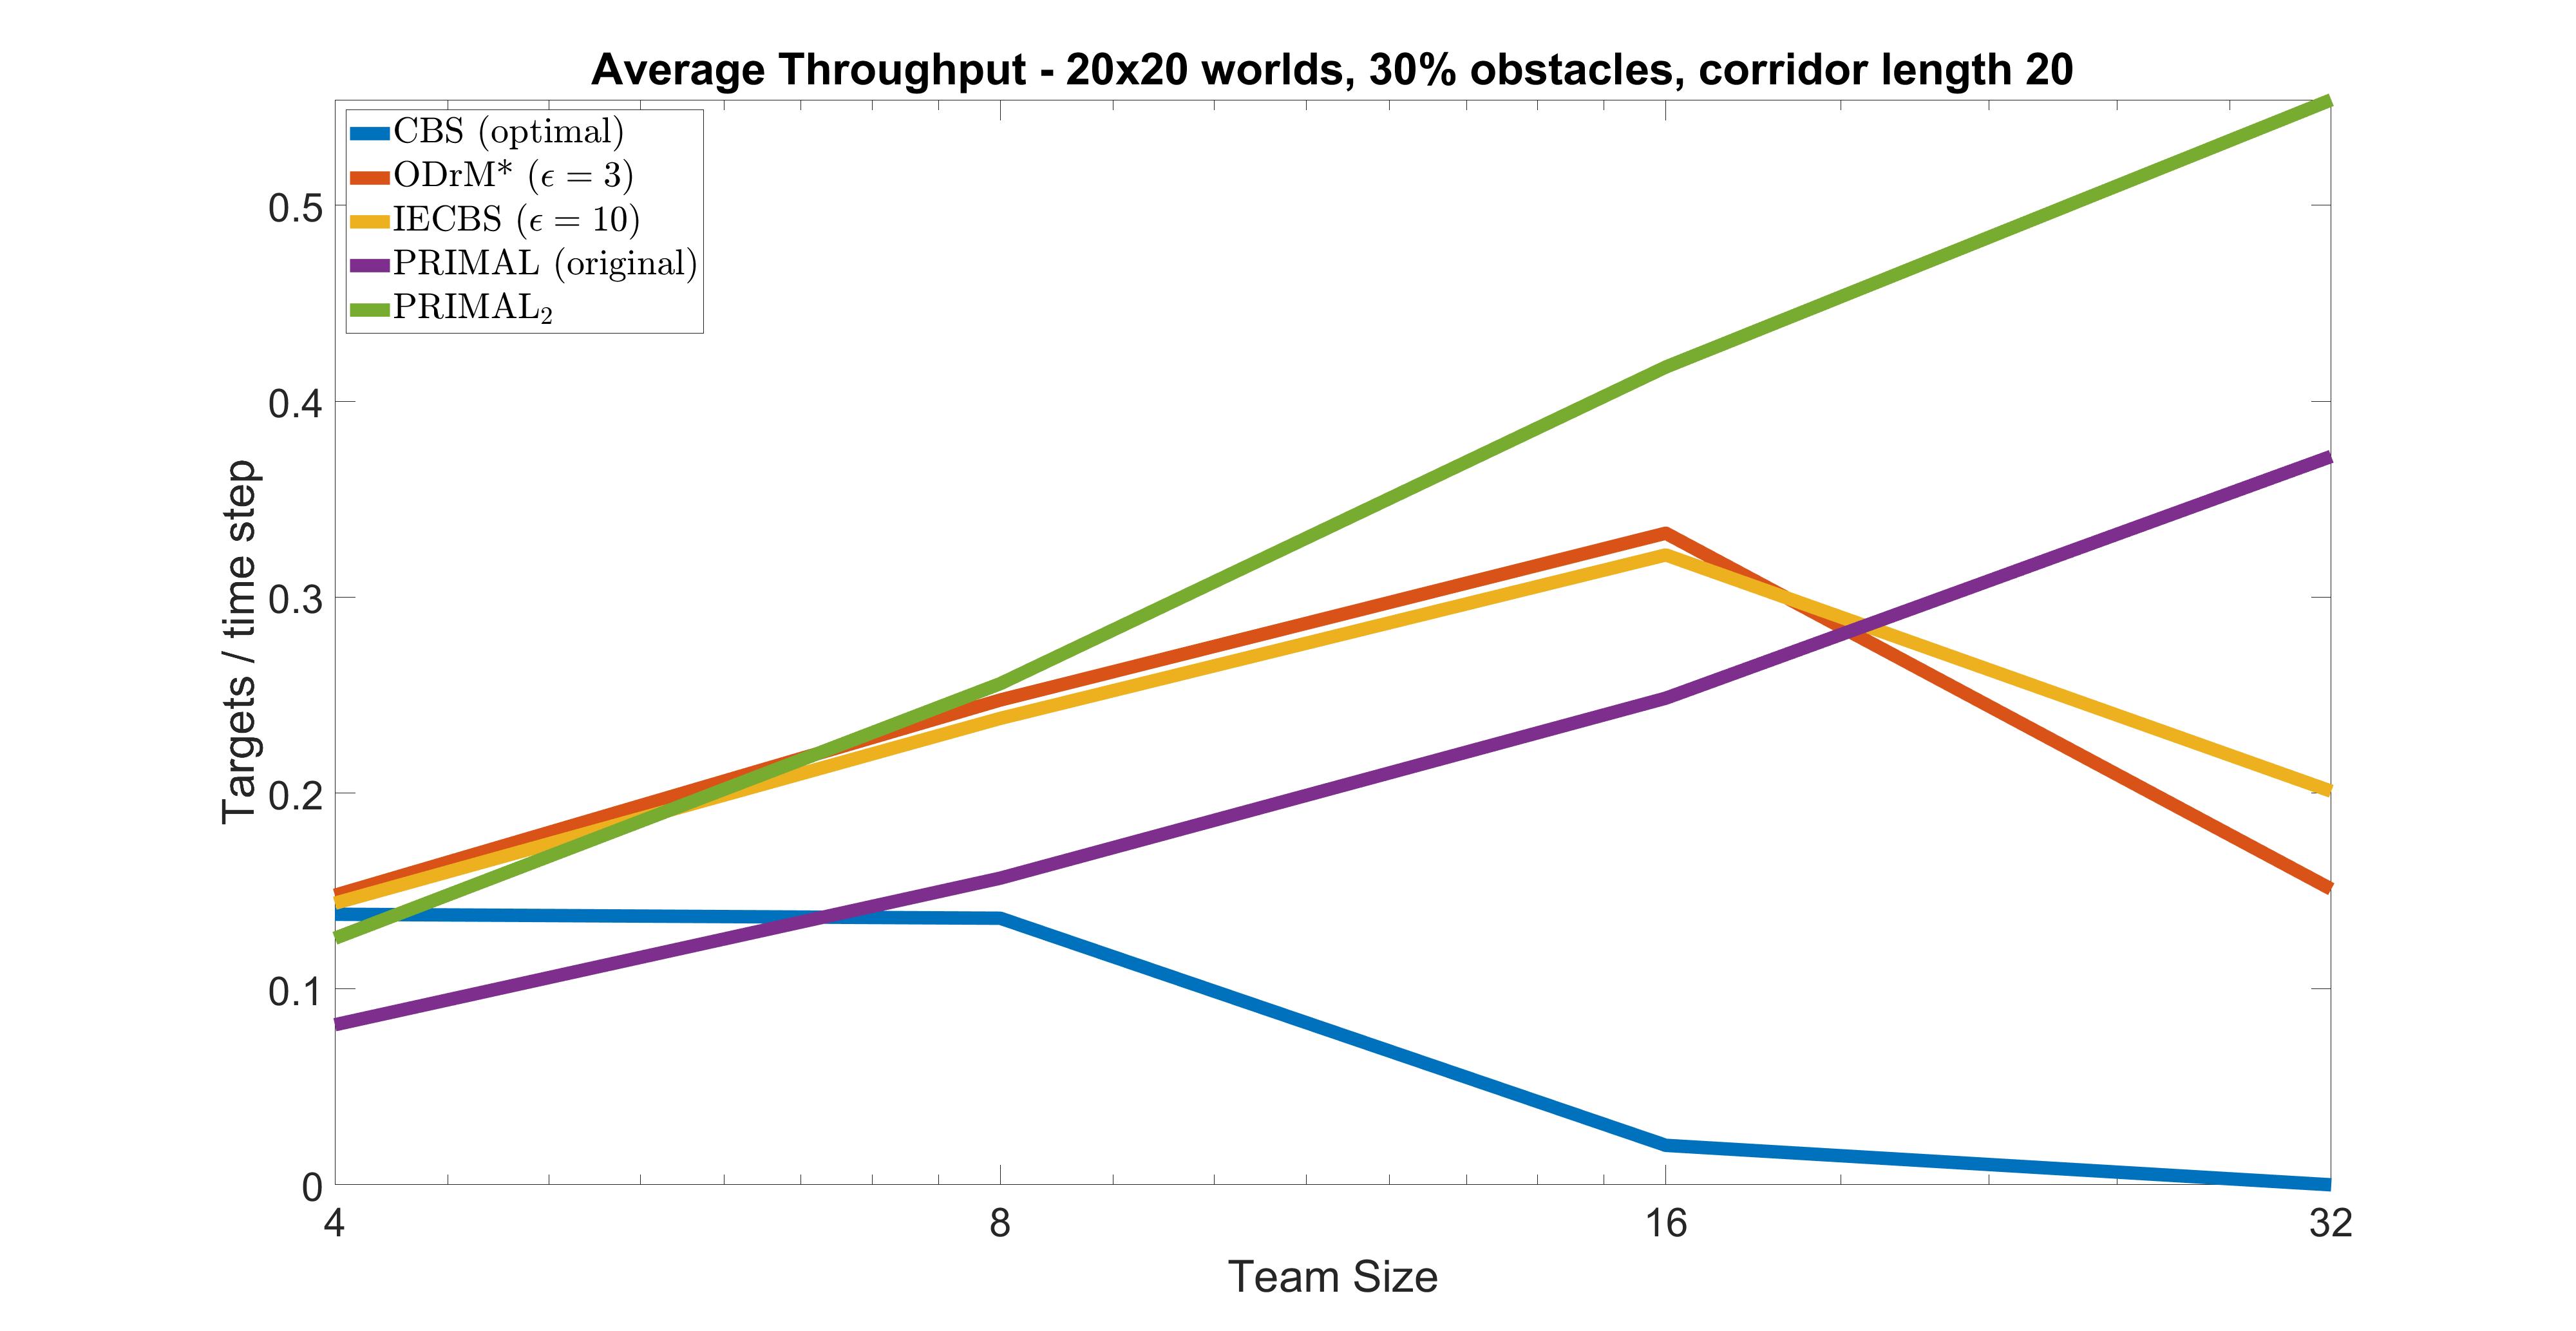 Average Throughput - 20x20 worlds, 30% obstacles, corridor length 20
CBS (optimal)
ODrM* (ϵ = 3)
IECBS (ϵ = 10)
PRIMAL (original)
PRIMAL₂
Targets / time step
0.5
0.4
0.3
0.2
0.1
0
4 8 16 32
Team Size